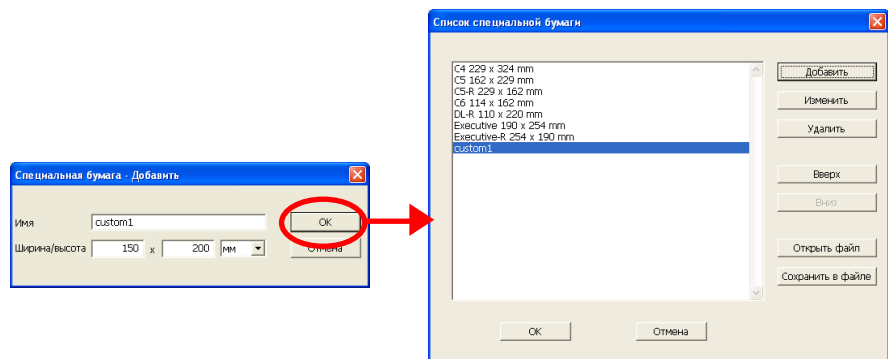 Специальная бумага - Добавить
Имя
custom1
OK
Ширина/высота
150 x 200 мм
Отмена
Список специальной бумаги
C4 229 x 324 mm
C5 162 x 229 mm
C5-R 229 x 162 mm
C6 114 x 162 mm
DL-R 110 x 220 mm
Executive 190 x 254 mm
Executive-R 254 x 190 mm
custom1
Добавить
Изменить
Удалить
Вверх
Вниз
Открыть файл
Сохранить в файле
OK
Отмена